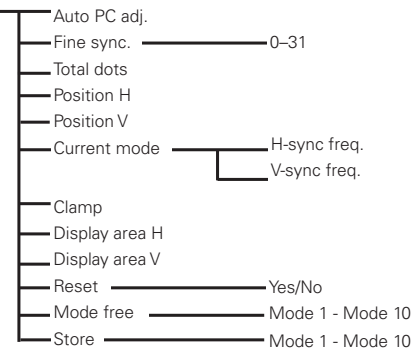 Auto PC adj.
Fine sync. 0–31
Total dots
Position H
Position V
Current mode H-sync freq.
V-sync freq.
Clamp
Display area H
Display area V
Reset Yes/No
Mode free Mode 1 - Mode 10
Store Mode 1 - Mode 10